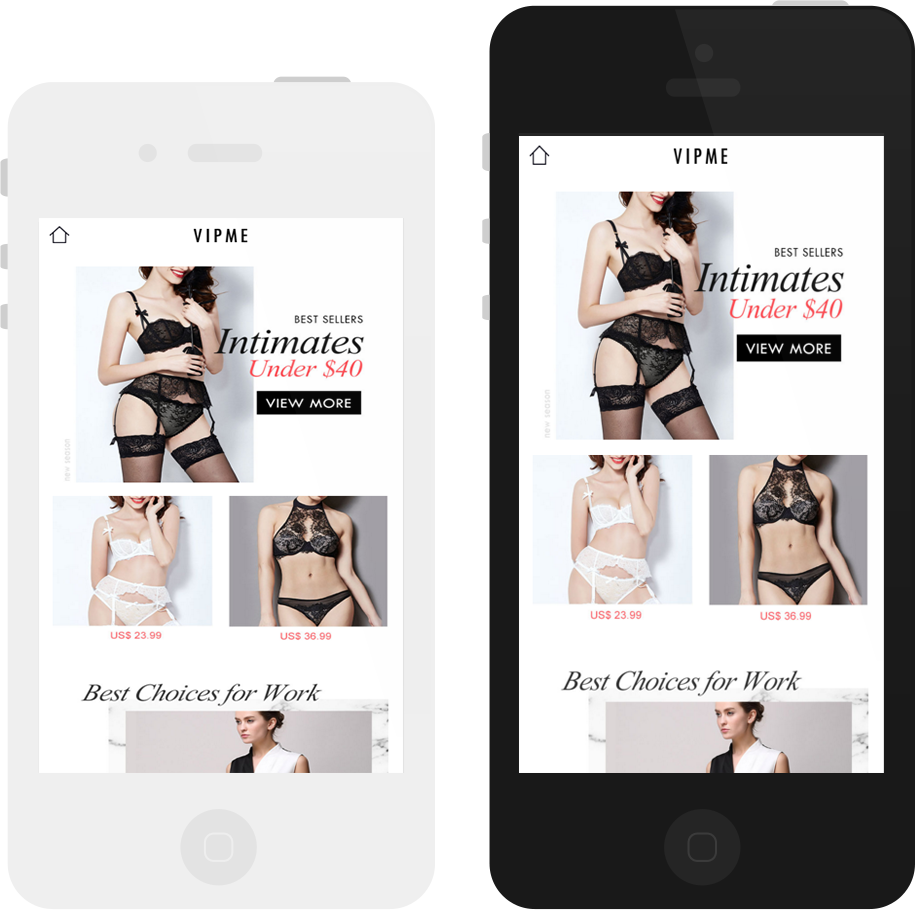 VIPME
BEST SELLERS
Intimates
Under $40
VIEW MORE
new season
US$ 23.99
US$ 36.99
Best Choices for Work
VIPME
BEST SELLERS
Intimates
Under $40
VIEW MORE
new season
US$ 23.99
US$ 36.99
Best Choices for Work